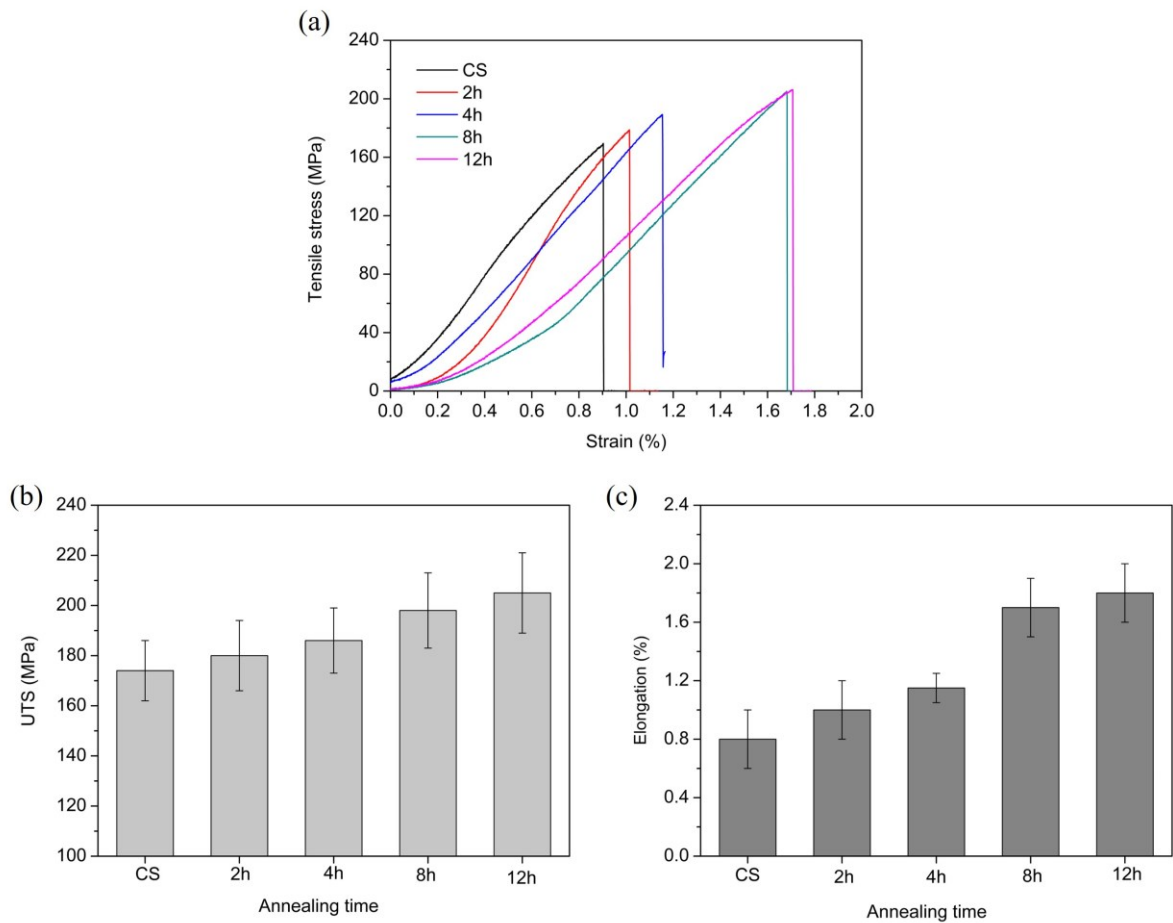 (a)
240
200
160
120
80
40
0
Tensile stress (MPa)
CS
2h
4h
8h
12h
0.0 0.2 0.4 0.6 0.8 1.0 1.2 1.4 1.6 1.8 2.0
Strain (%)
(b)
240
220
200
180
160
140
120
100
UTS (MPa)
CS 2h 4h 8h 12h
Annealing time
(c)
2.4
2.0
1.6
1.2
0.8
0.4
0.0
Elongation (%)
CS 2h 4h 8h 12h
Annealing time